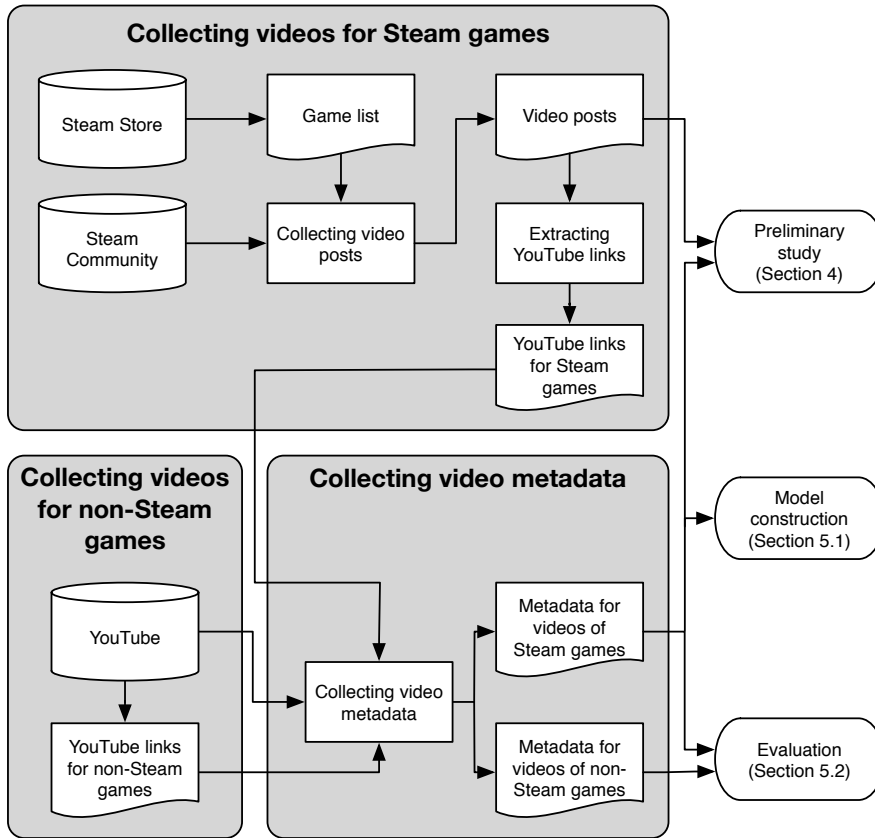 Collecting videos for Steam games
Steam Store
Game list
Video posts
Steam
Community
Collecting video
posts
Extracting
YouTube links
YouTube links
for Steam
games
Preliminary
study
(Section 4)
Collecting videos
for non-Steam
games
YouTube
YouTube links
for non-Steam
games
Collecting video metadata
Collecting video
metadata
Metadata for
videos of
Steam games
Metadata for
videos of non-
Steam games
Model
construction
(Section 5.1)
Evaluation
(Section 5.2)